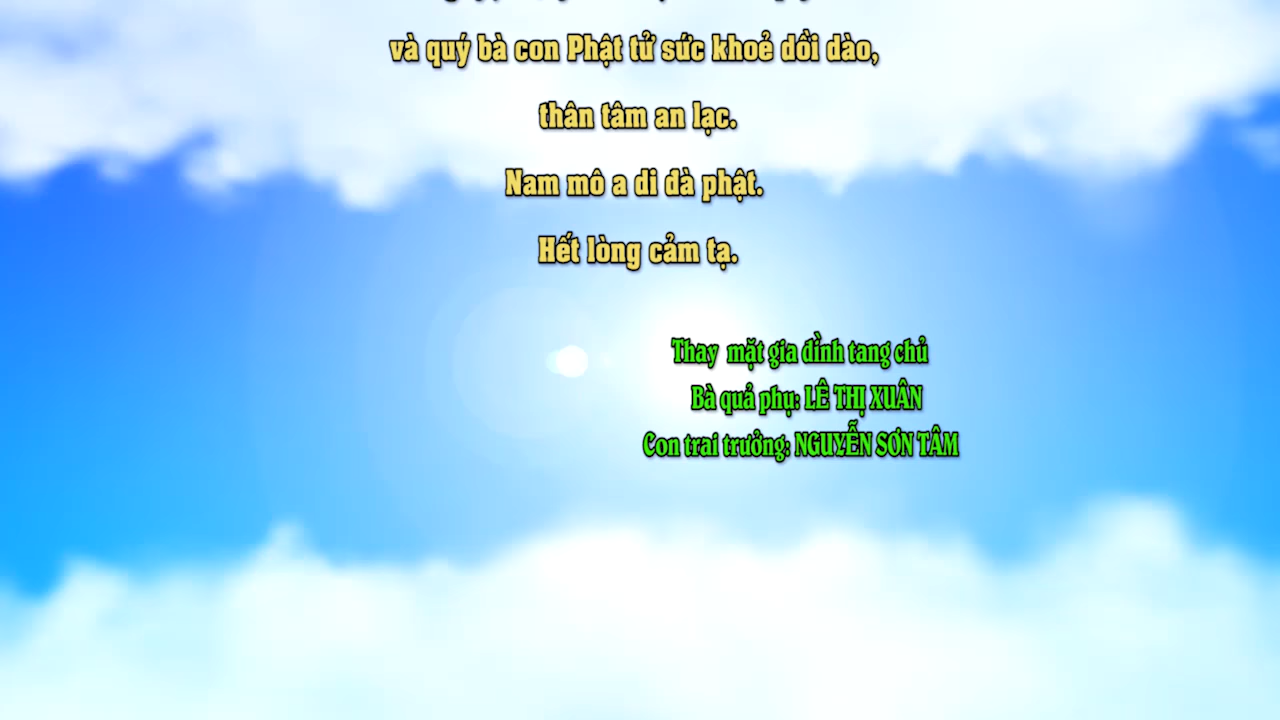 và quý bà con Phật tử sức khoẻ dồi dào,
thân tâm an lạc.
Nam mô a di đà phật.
Hết lòng cảm tạ.
Thay mặt gia đình tang chủ
Bà quả phụ: LÊ THỊ XUÂN
Con trai trưởng: NGUYỄN SƠN TÂM